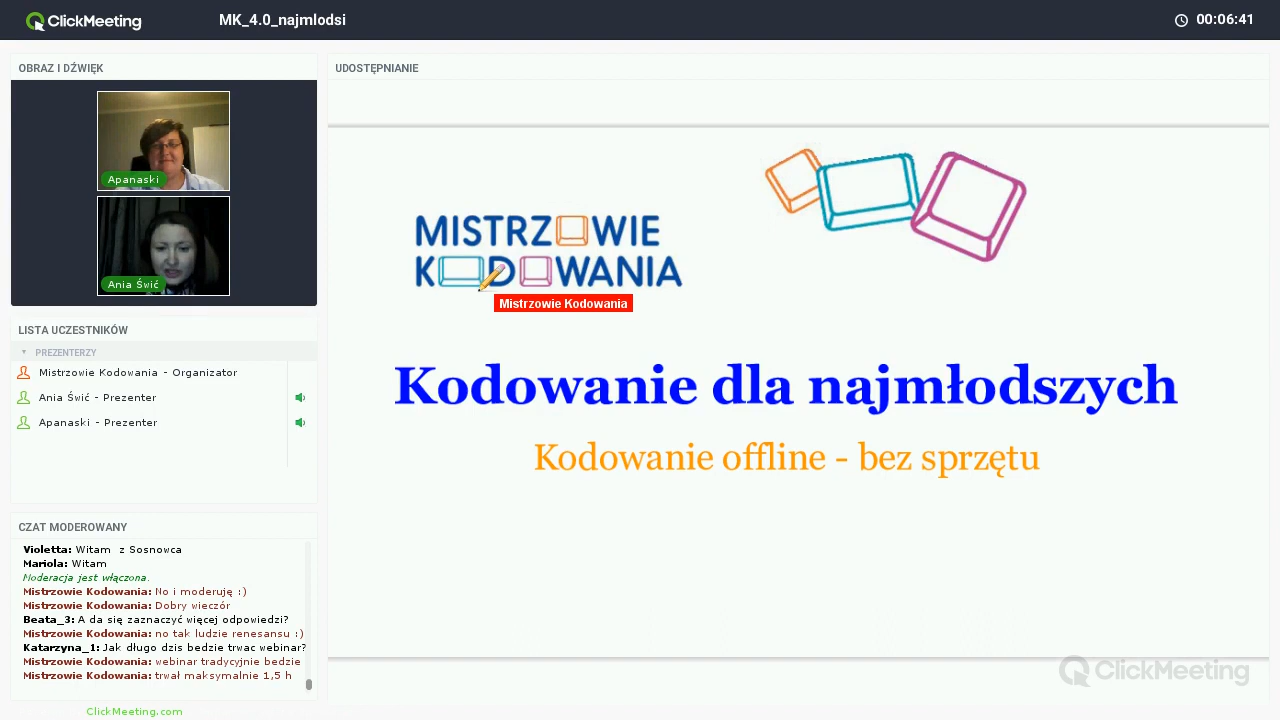 ClickMeeting
MK_4.0_najmlodsi
00:06:41
OBRAZ I DŹWIĘK
Apanaski
Ania Świć
LISTA UCZESTNIKÓW
PREZENTERZY
Mistrzowie Kodowania - Organizator
Ania Świć - Prezenter
Apanaski - Prezenter
CZAT MODEROWANY
Violetta: Witam z Sosnowca
Mariola: Witam
Moderacja jest włączona.
Mistrzowie Kodowania: No i moderuję :)
Mistrzowie Kodowania: Dobry wieczór
Beata_3: A da się zaznaczyć więcej odpowiedzi?
Mistrzowie Kodowania: no tak ludzie renesansu :)
Katarzyna_1: Jak długo dzis bedzie trwac webinar?
Mistrzowie Kodowania: webinar tradycyjnie bedzie
Mistrzowie Kodowania: trwał maksymalnie 1,5 h
ClickMeeting.com
UDOSTĘPNIANIE
MISTRZOWIE
KODOWANIA
Mistrzowie Kodowania
Kodowanie dla najmłodszych
Kodowanie offline - bez sprzętu
ClickMeeting